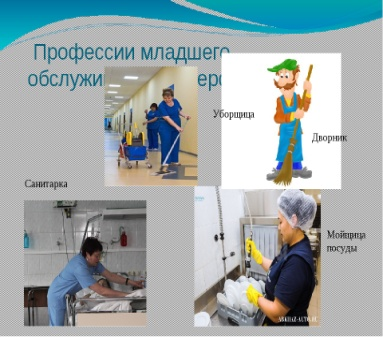 Профессии младшего
Уборщица
Дворник
Санитарка
Мойщица
посуды